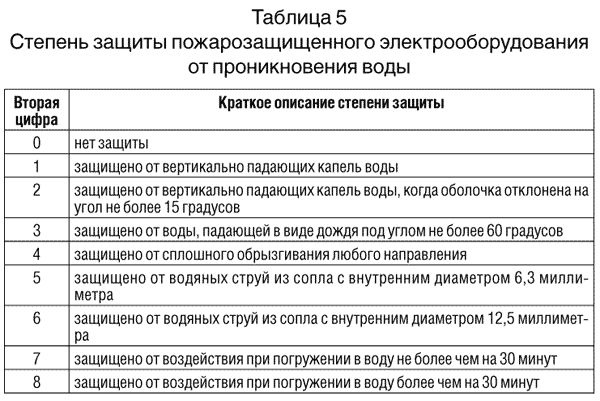 Таблица 5
Степень защиты пожарозащищенного электрооборудования
от проникновения воды
Вторая
цифра
Краткое описание степени защиты
0 нет защиты
1 защищено от вертикально падающих капель воды
2 защищено от вертикально падающих капель воды, когда оболочка отклонена на
угол не более 15 градусов
3 защищено от воды, падающей в виде дождя под углом не более 60 градусов
4 защищено от сплошного обрызгивания любого направления
5 защищено от водяных струй из сопла с внутренним диаметром 6,3 милли-
метра
6 защищено от водяных струй из сопла с внутренним диаметром 12,5 миллимет-
ра
7 защищено от воздействия при погружении в воду не более чем на 30 минут
8 защищено от воздействия при погружении в воду более чем на 30 минут